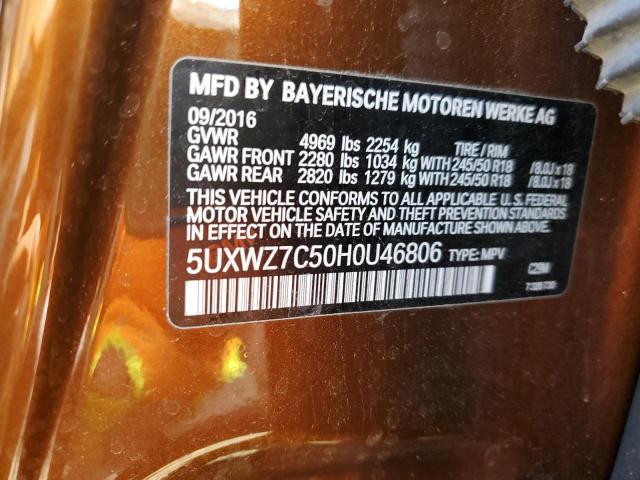 MFD BY BAYERISCHE MOTOREN WERKE AG
09/2016
GVWR 4969 lbs 2254 kg TIRE / RIM
GAWR FRONT 2280 lbs 1034 kg WITH 245/50 R18 / 8.0J x 18
GAWR REAR 2820 lbs 1279 kg WITH 245/50 R18 / 8.0J x 18
THIS VEHICLE CONFORMS TO ALL APPLICABLE U. S. FEDERAL
MOTOR VEHICLE SAFETY AND THEFT PREVENTION STANDARDS
IN EFFECT ON THE DATE OF MANUFACTURE SHOWN ABOVE.
5UXWZ7C50H0U46806 TYPE: MPV